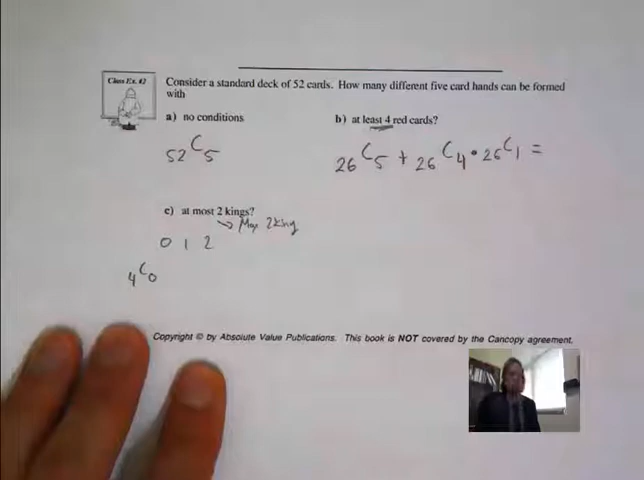 Class Ex. #2
Consider a standard deck of 52 cards. How many different five card hands can be formed
with
a) no conditions
b) at least 4 red cards?
52C5
26C5 + 26C4 • 26C1 =
c) at most 2 kings?
→ Max 2 king
0 1 2
4C0
Copyright © by Absolute Value Publications. This book is NOT covered by the Cancopy agreement.